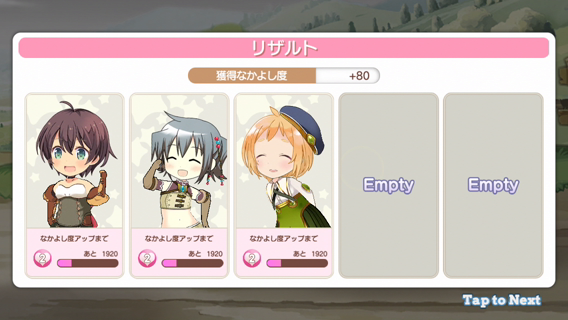 リザルト
獲得なかよし度 +80
なかよし度アップまで
2 あと 1920
なかよし度アップまで
2 あと 1920
なかよし度アップまで
2 あと 1920
Empty
Empty
Tap to Next